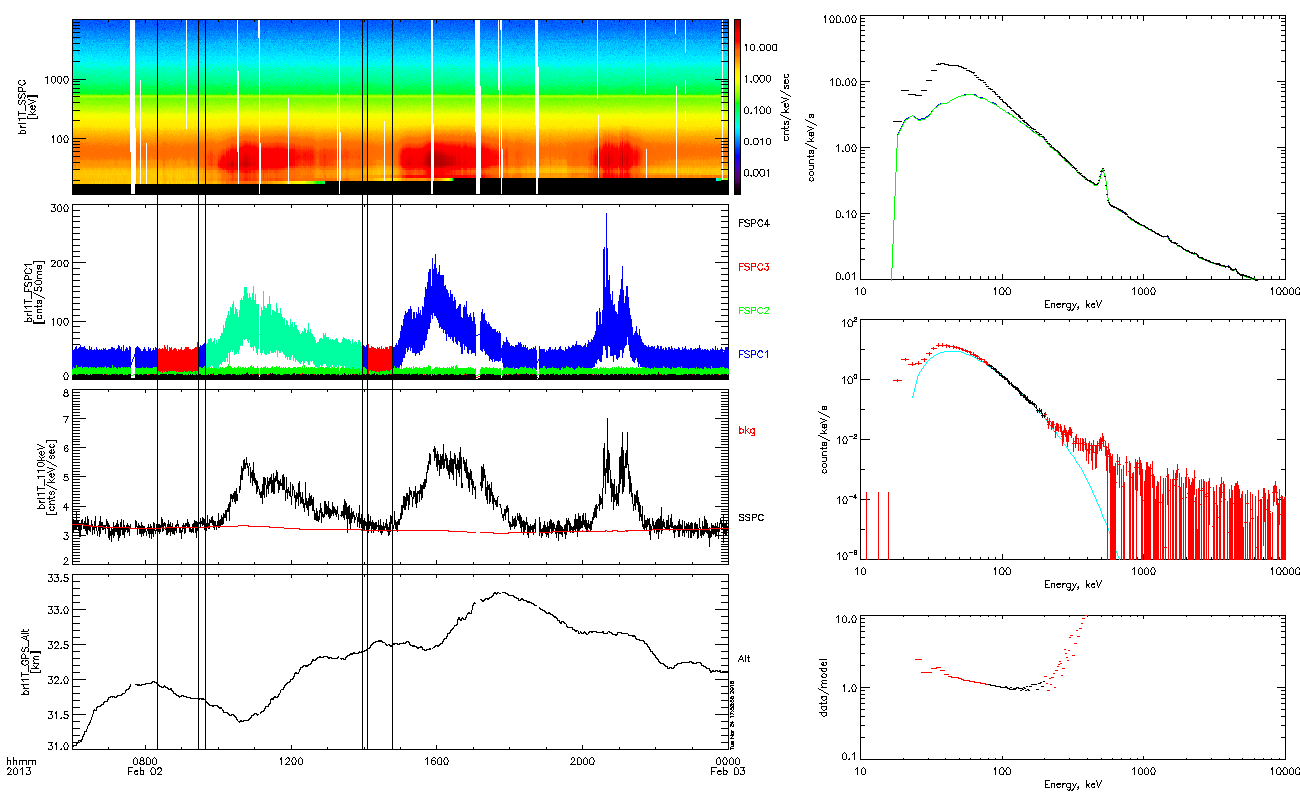 brl1T_SSPC
[keV]
1000
100
10.000
1.000
0.100
0.010
0.001
cnts/keV/sec
brl1T_FSPC1
[cnts/50ms]
300
200
100
0
FSPC4
FSPC3
FSPC2
FSPC1
brl1T_110keV
[cnts/keV/sec]
8
7
6
5
4
3
2
bkg
SSPC
brl1T_GPS_Alt
[km]
33.5
33.0
32.5
32.0
31.5
31.0
Alt
hhmm
2013
0800
Feb 02
1200
1600
2000
0000
Feb 03
counts/keV/s
100.00
10.00
1.00
0.10
0.01
10
100
1000
10000
Energy, keV
counts/keV/s
10²
10⁰
10⁻²
10⁻⁴
10⁻⁶
10
100
1000
10000
Energy, keV
data/model
10.0
1.0
0.1
10
100
1000
10000
Energy, keV